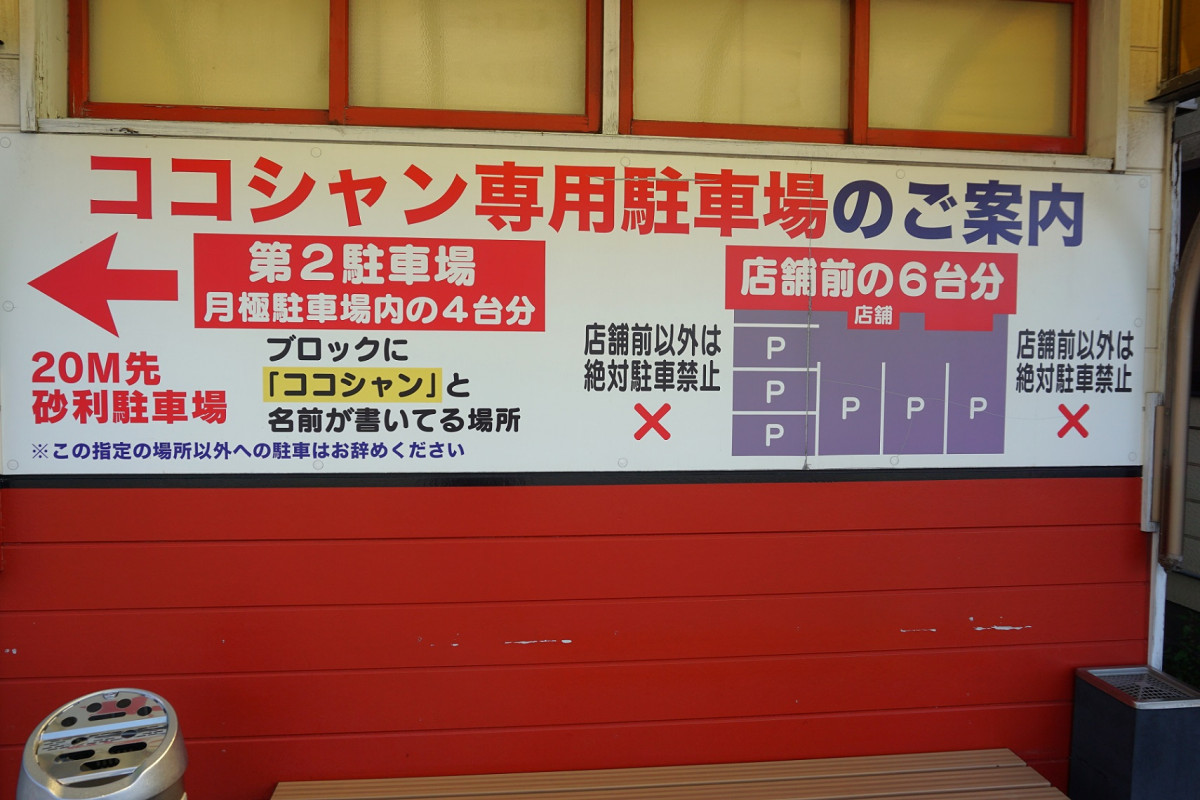 ココシャン専用駐車場のご案内
第2駐車場
月極駐車場内の4台分
20M先
砂利駐車場
ブロックに
「ココシャン」と
名前が書いてる場所
※この指定の場所以外への駐車はお辞めください
店舗前の6台分
店舗
店舗前以外は
絶対駐車禁止
P
P
P
P
P
P
店舗前以外は
絶対駐車禁止